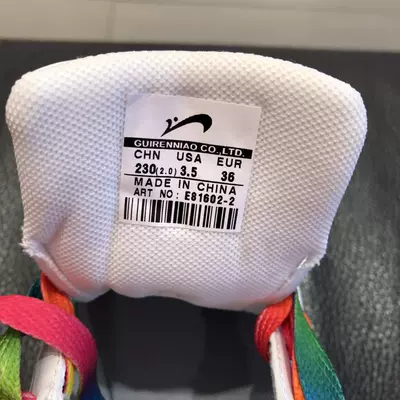 GUIRENNIAO CO.,LTD.
CHN USA EUR
230(2.0) 3.5 36
MADE IN CHINA
ART NO: E81602-2